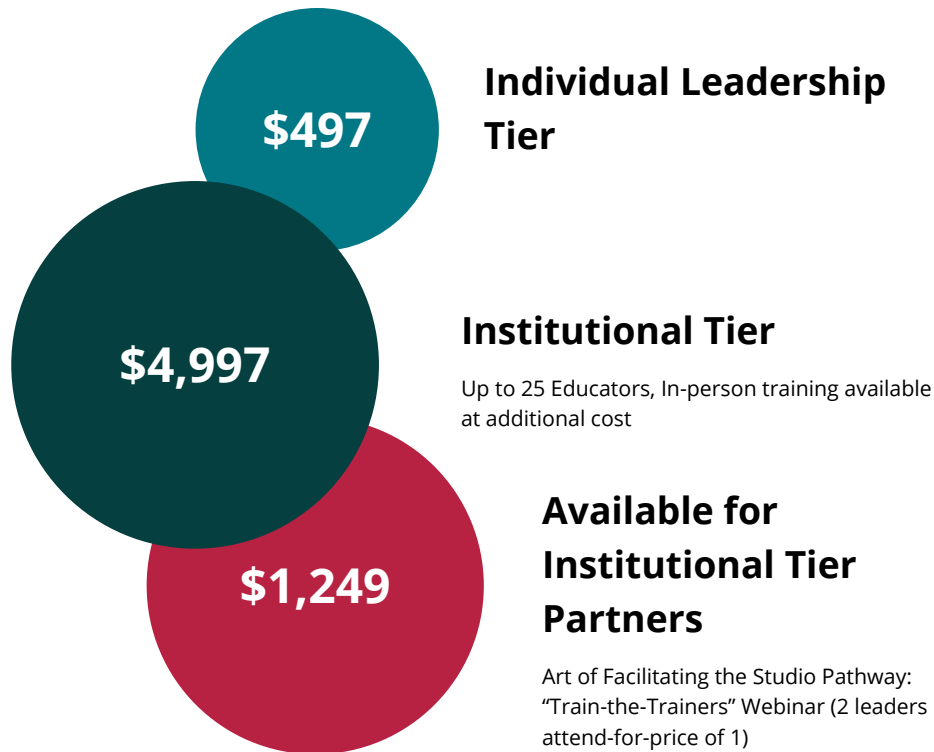 $497
Individual Leadership
Tier
$4,997
Institutional Tier
Up to 25 Educators, In-person training available
at additional cost
$1,249
Available for
Institutional Tier
Partners
Art of Facilitating the Studio Pathway:
“Train-the-Trainers” Webinar (2 leaders
attend-for-price of 1)